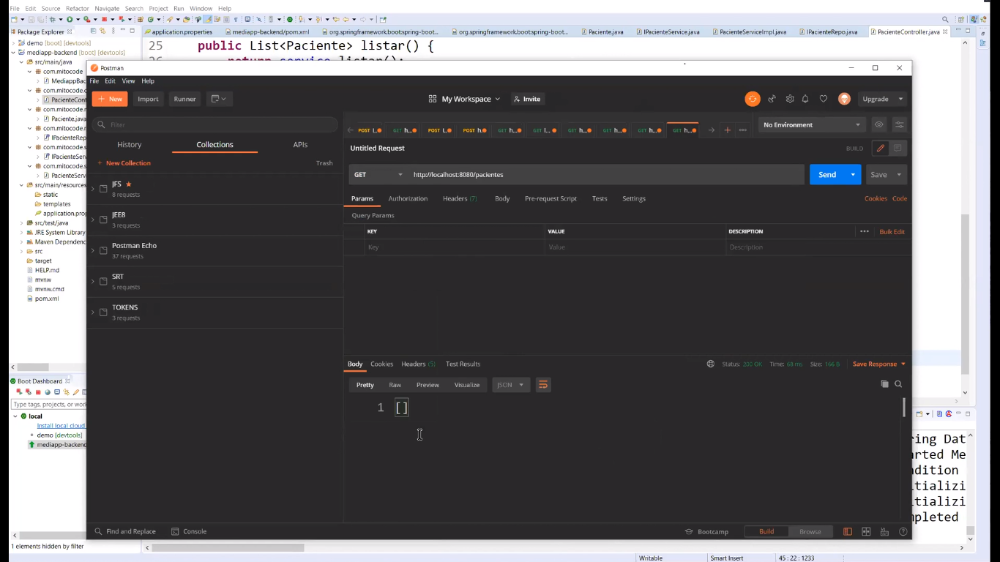 File Edit Source Refactor Navigate Search Project Run Window Help
Package Explorer
demo [boot] [devtools]
mediapp-backend [boot] [devtools]
src/main/java
com.mitocode
MediappBac
com.mitocode.
PacienteCont
com.mitocode.
Paciente.java
com.mitocode.r
IPacienteRep
com.mitocode.s
IPacienteServ
com.mitocode.s
PacienteServ
src/main/resources
static
templates
application.prop
src/test/java
JRE System Library
Maven Dependenc
src
target
HELP.md
mvnw
mvnw.cmd
pom.xml
application.properties
mediapp-backend/pom.xml
org.springframework.boot:spring-boot-...
org.springframework.boot:spring-boot-...
Paciente.java
IPacienteService.java
PacienteServiceImpl.java
IPacienteRepo.java
PacienteController.java
25 public List<Paciente> listar() {
26 return service.listar();
Postman
File Edit View Help
+ New Import Runner
My Workspace
Invite
Upgrade
Filter
History Collections APIs
+ New Collection
Trash
JFS ★
8 requests
JEE8
3 requests
Postman Echo
37 requests
SRT
5 requests
TOKENS
3 requests
POST l... GET h... POST l... POST h... GET h... GET l... GET h... GET h... GET h... GET h...
No Environment
Untitled Request
BUILD
GET http://localhost:8080/pacientes
Send
Save
Params Authorization Headers (7) Body Pre-request Script Tests Settings
Cookies Code
Query Params
KEY VALUE DESCRIPTION
Bulk Edit
Key Value Description
Body Cookies Headers (5) Test Results
Status: 200 OK Time: 68 ms Size: 166 B
Save Response
Pretty Raw Preview Visualize JSON
1 []
Find and Replace
Console
Bootcamp
Build Browse
Boot Dashboard
Type tags, projects, or wo
local
Install local cloud
demo [devtools]
mediapp-backend
1 elements hidden by filter
ring Dat
arted Me
ndition
itializi
itializi
mpleted
Writable
Smart Insert
45 : 22 : 1233